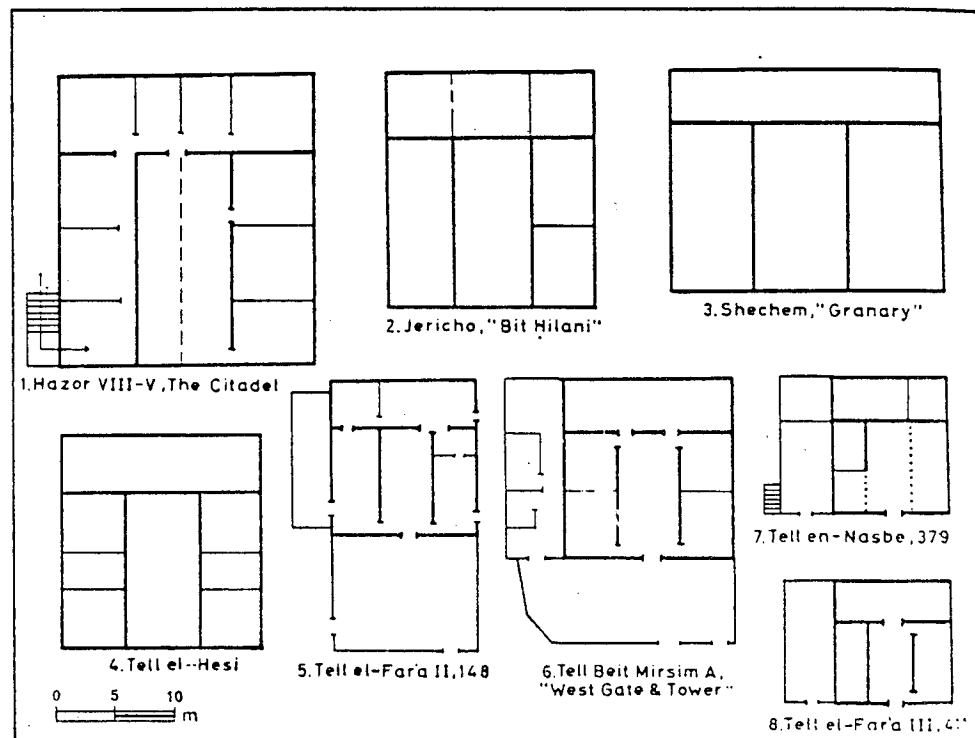 2.Jericho,"Bit Hilani"
3.Shechem,"Granary"
1.Hazor VIII-V,The Citadel
4.Tell el-Hesi
5.Tell el-Far'a II,148
6.Tell Beit Mirsim A,
"West Gate & Tower"
7.Tell en-Nasbe,379
8.Tell el-Far'a III,
0 5 10
m